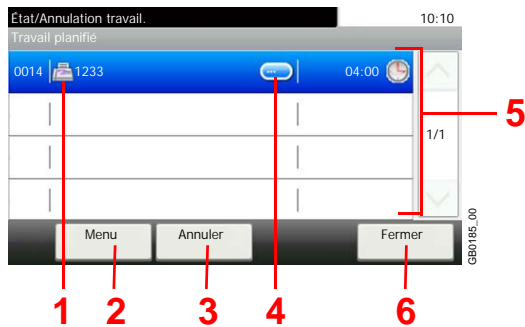 État/Annulation travail. 10:10
Travail planifié
0014 1233 04:00
5
1/1
Menu Annuler Fermer
GB0185_00
1 2 3 4 6